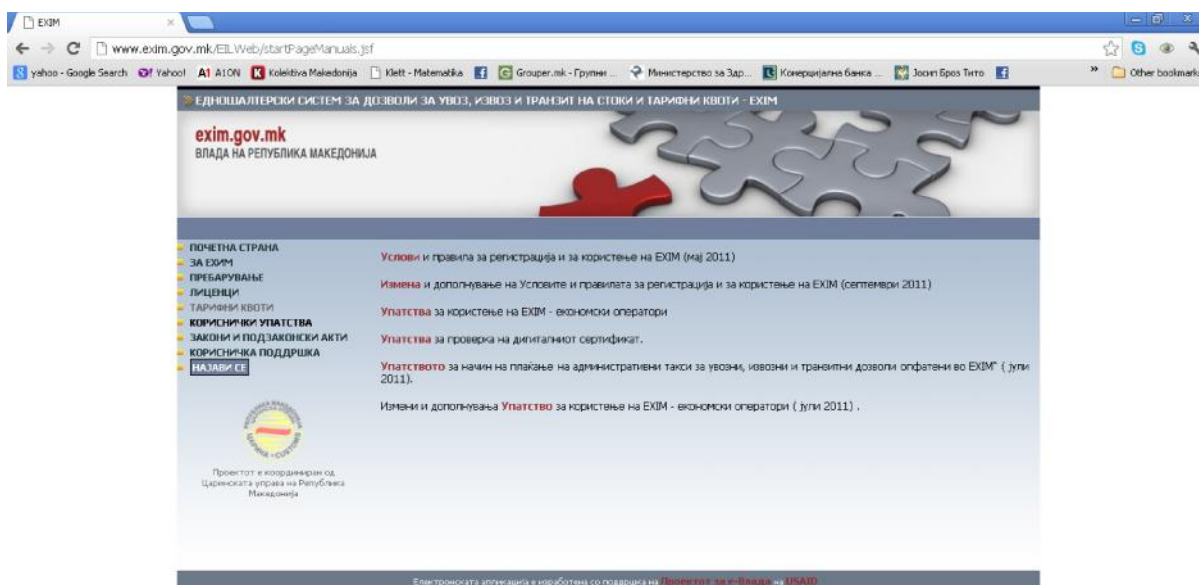 EXIM
www.exim.gov.mk/EILWeb/startPageManuals.jsf
yahoo - Google Search Yahoo! A1 A1ON Kolektiva Makedonija Klett - Matematika Grouper.mk - Групни ... Министерство за Здр... Комерцијална банка ... Јосип Броз Тито » Other bookmarks
ЕДНОШАЛТЕРСКИ СИСТЕМ ЗА ДОЗВОЛИ ЗА УВОЗ, ИЗВОЗ И ТРАНЗИТ НА СТОКИ И ТАРИФНИ КВОТИ - EXIM
exim.gov.mk
ВЛАДА НА РЕПУБЛИКА МАКЕДОНИЈА
ПОЧЕТНА СТРАНА
ЗА ЕХИМ
ПРЕБАРУВАЊЕ
ЛИЦЕНЦИ
ТАРИФНИ КВОТИ
КОРИСНИЧКИ УПАТСТВА
ЗАКОНИ И ПОДЗАКОНСКИ АКТИ
КОРИСНИЧКА ПОДДРШКА
НАЈАВИ СЕ
Услови и правила за регистрација и за користење на EXIM (мај 2011)
Измена и дополнување на Условите и правилата за регистрација и за користење на EXIM (септември 2011)
Упатства за користење на EXIM - економски оператори
Упатства за проверка на дигиталниот сертификат.
Упатството за начин на плаќање на административни такси за увозни, извозни и транзитни дозволи опфатени во EXIM" ( јули
2011).
Измени и дополнувања Упатство за користење на EXIM - економски оператори ( јули 2011) .
ЦАРИНА - CUSTOMS
Проектот е координиран од
Царинската управа на Република
Македонија
Електронската апликација е изработена со поддршка на Проектот за е-Влада на USAID